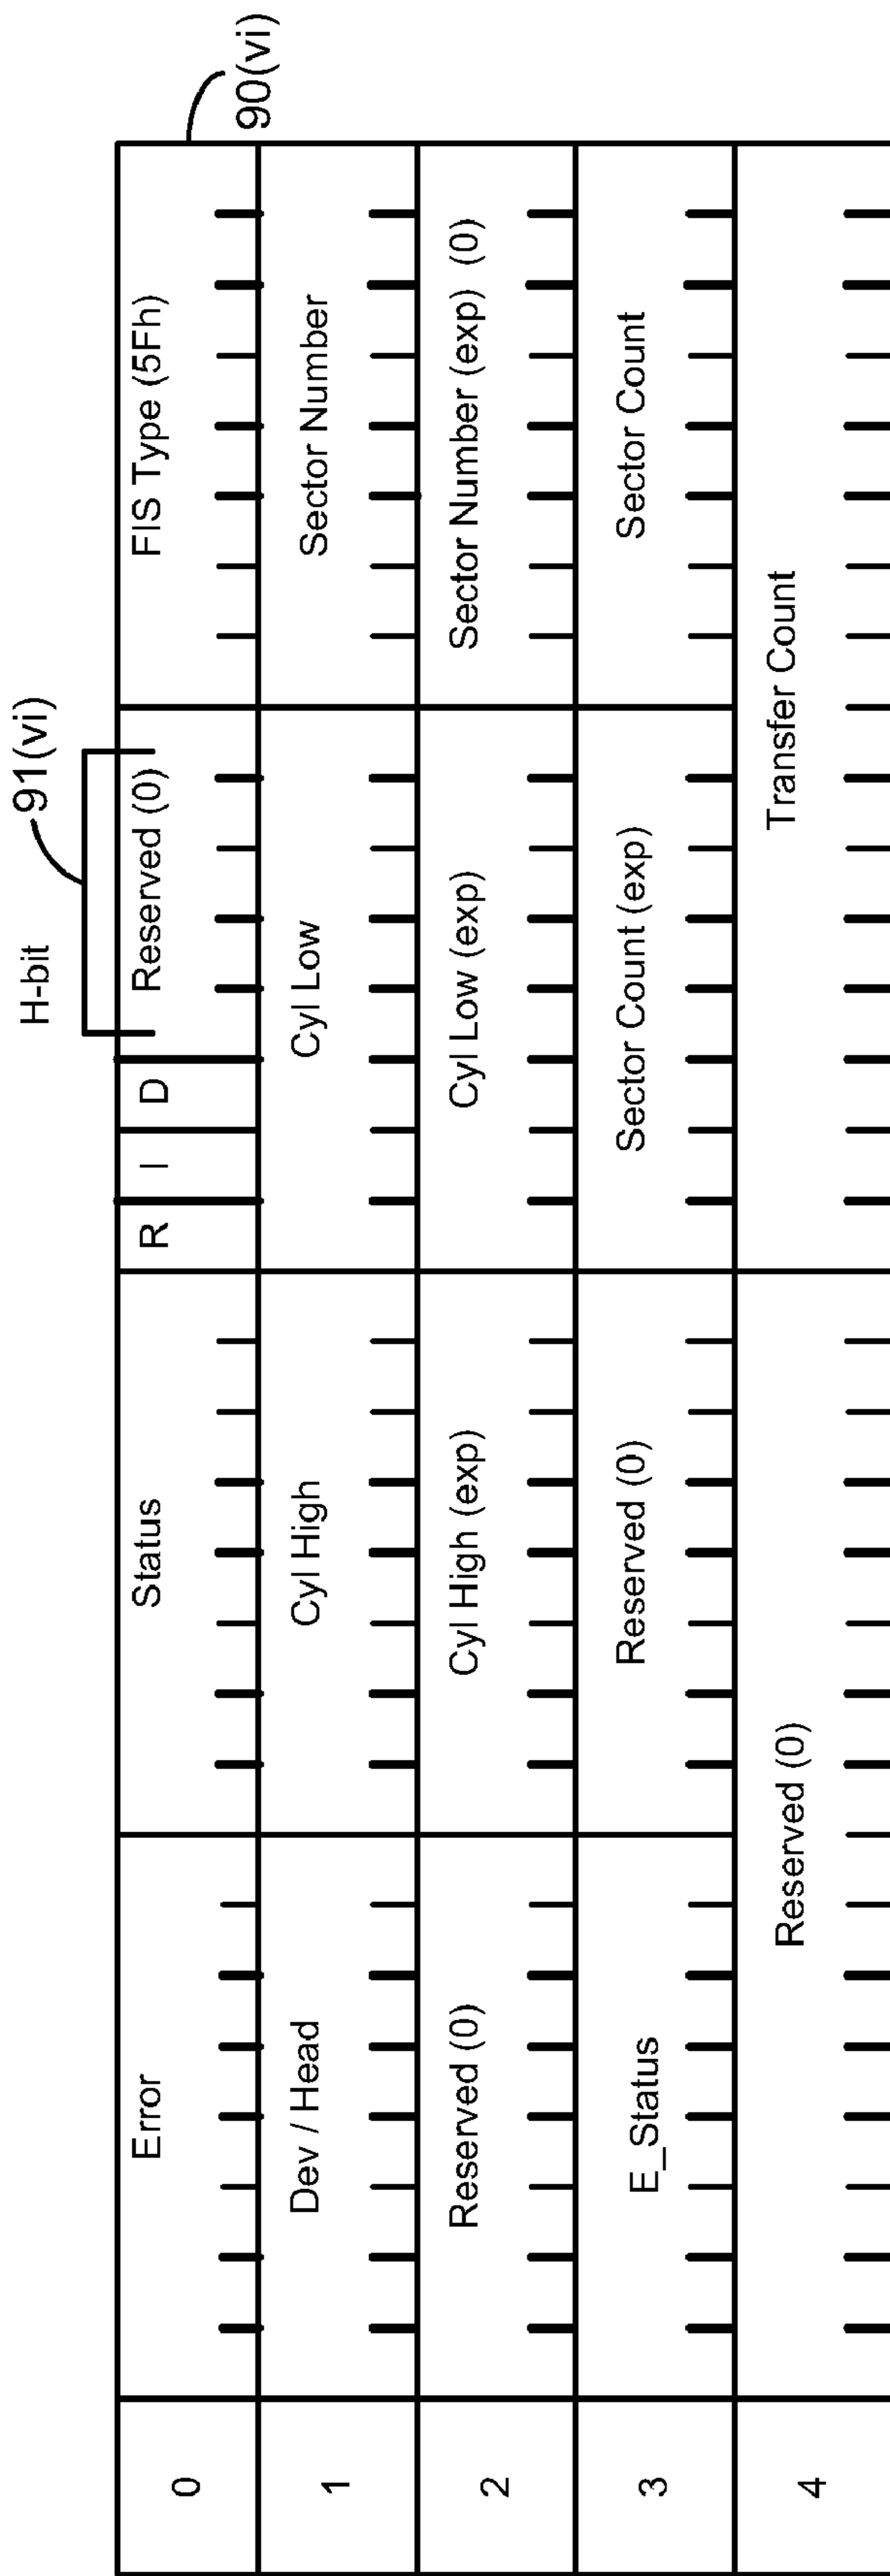 H-bit
91(vi)
90(vi)
0
Error
Status
R
I
D
Reserved (0)
FIS Type (5Fh)
1
Dev / Head
Cyl High
Cyl Low
Sector Number
2
Reserved (0)
Cyl High (exp)
Cyl Low (exp)
Sector Number (exp) (0)
3
E_Status
Reserved (0)
Sector Count (exp)
Sector Count
4
Reserved (0)
Transfer Count